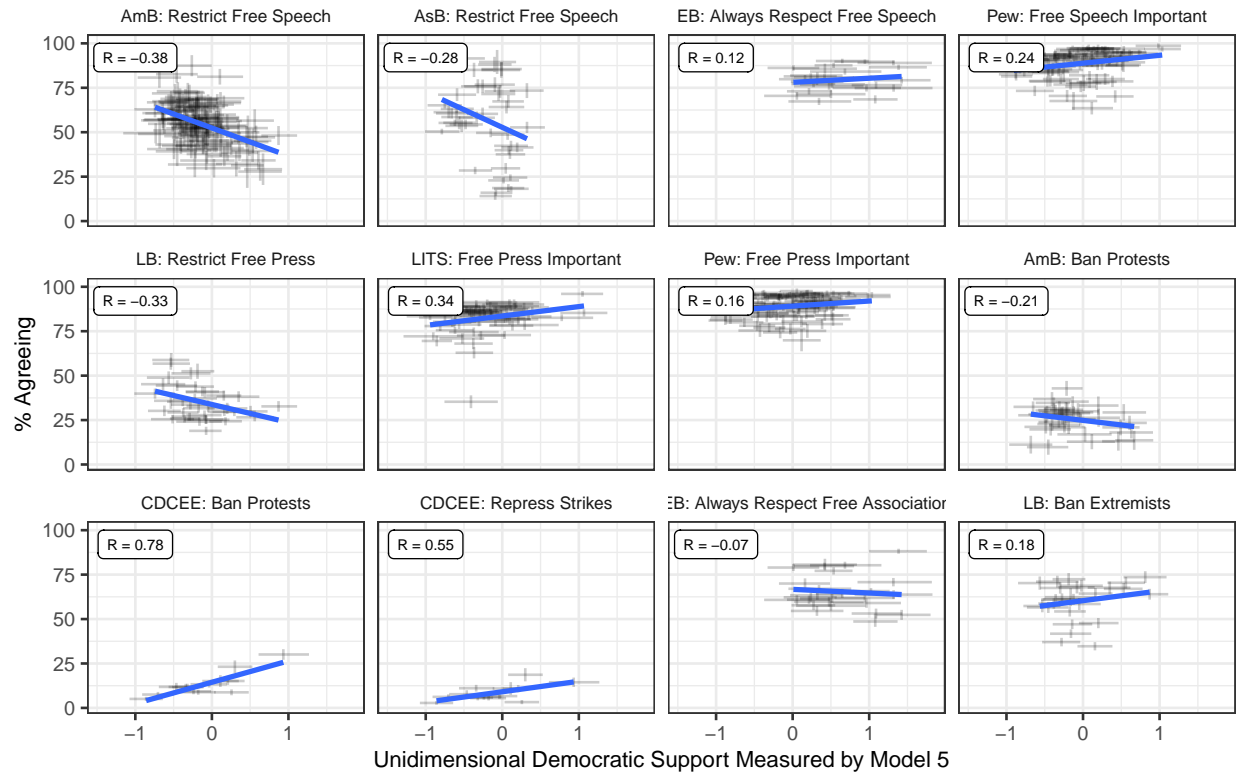 AmB: Restrict Free Speech
AsB: Restrict Free Speech
EB: Always Respect Free Speech
Pew: Free Speech Important
R = −0.38
R = −0.28
R = 0.12
R = 0.24
100
75
50
25
0
LB: Restrict Free Press
LITS: Free Press Important
Pew: Free Press Important
AmB: Ban Protests
R = −0.33
R = 0.34
R = 0.16
R = −0.21
100
75
50
25
0
% Agreeing
CDCEE: Ban Protests
CDCEE: Repress Strikes
EB: Always Respect Free Association
LB: Ban Extremists
R = 0.78
R = 0.55
R = −0.07
R = 0.18
100
75
50
25
0
−1 0 1
−1 0 1
−1 0 1
−1 0 1
Unidimensional Democratic Support Measured by Model 5